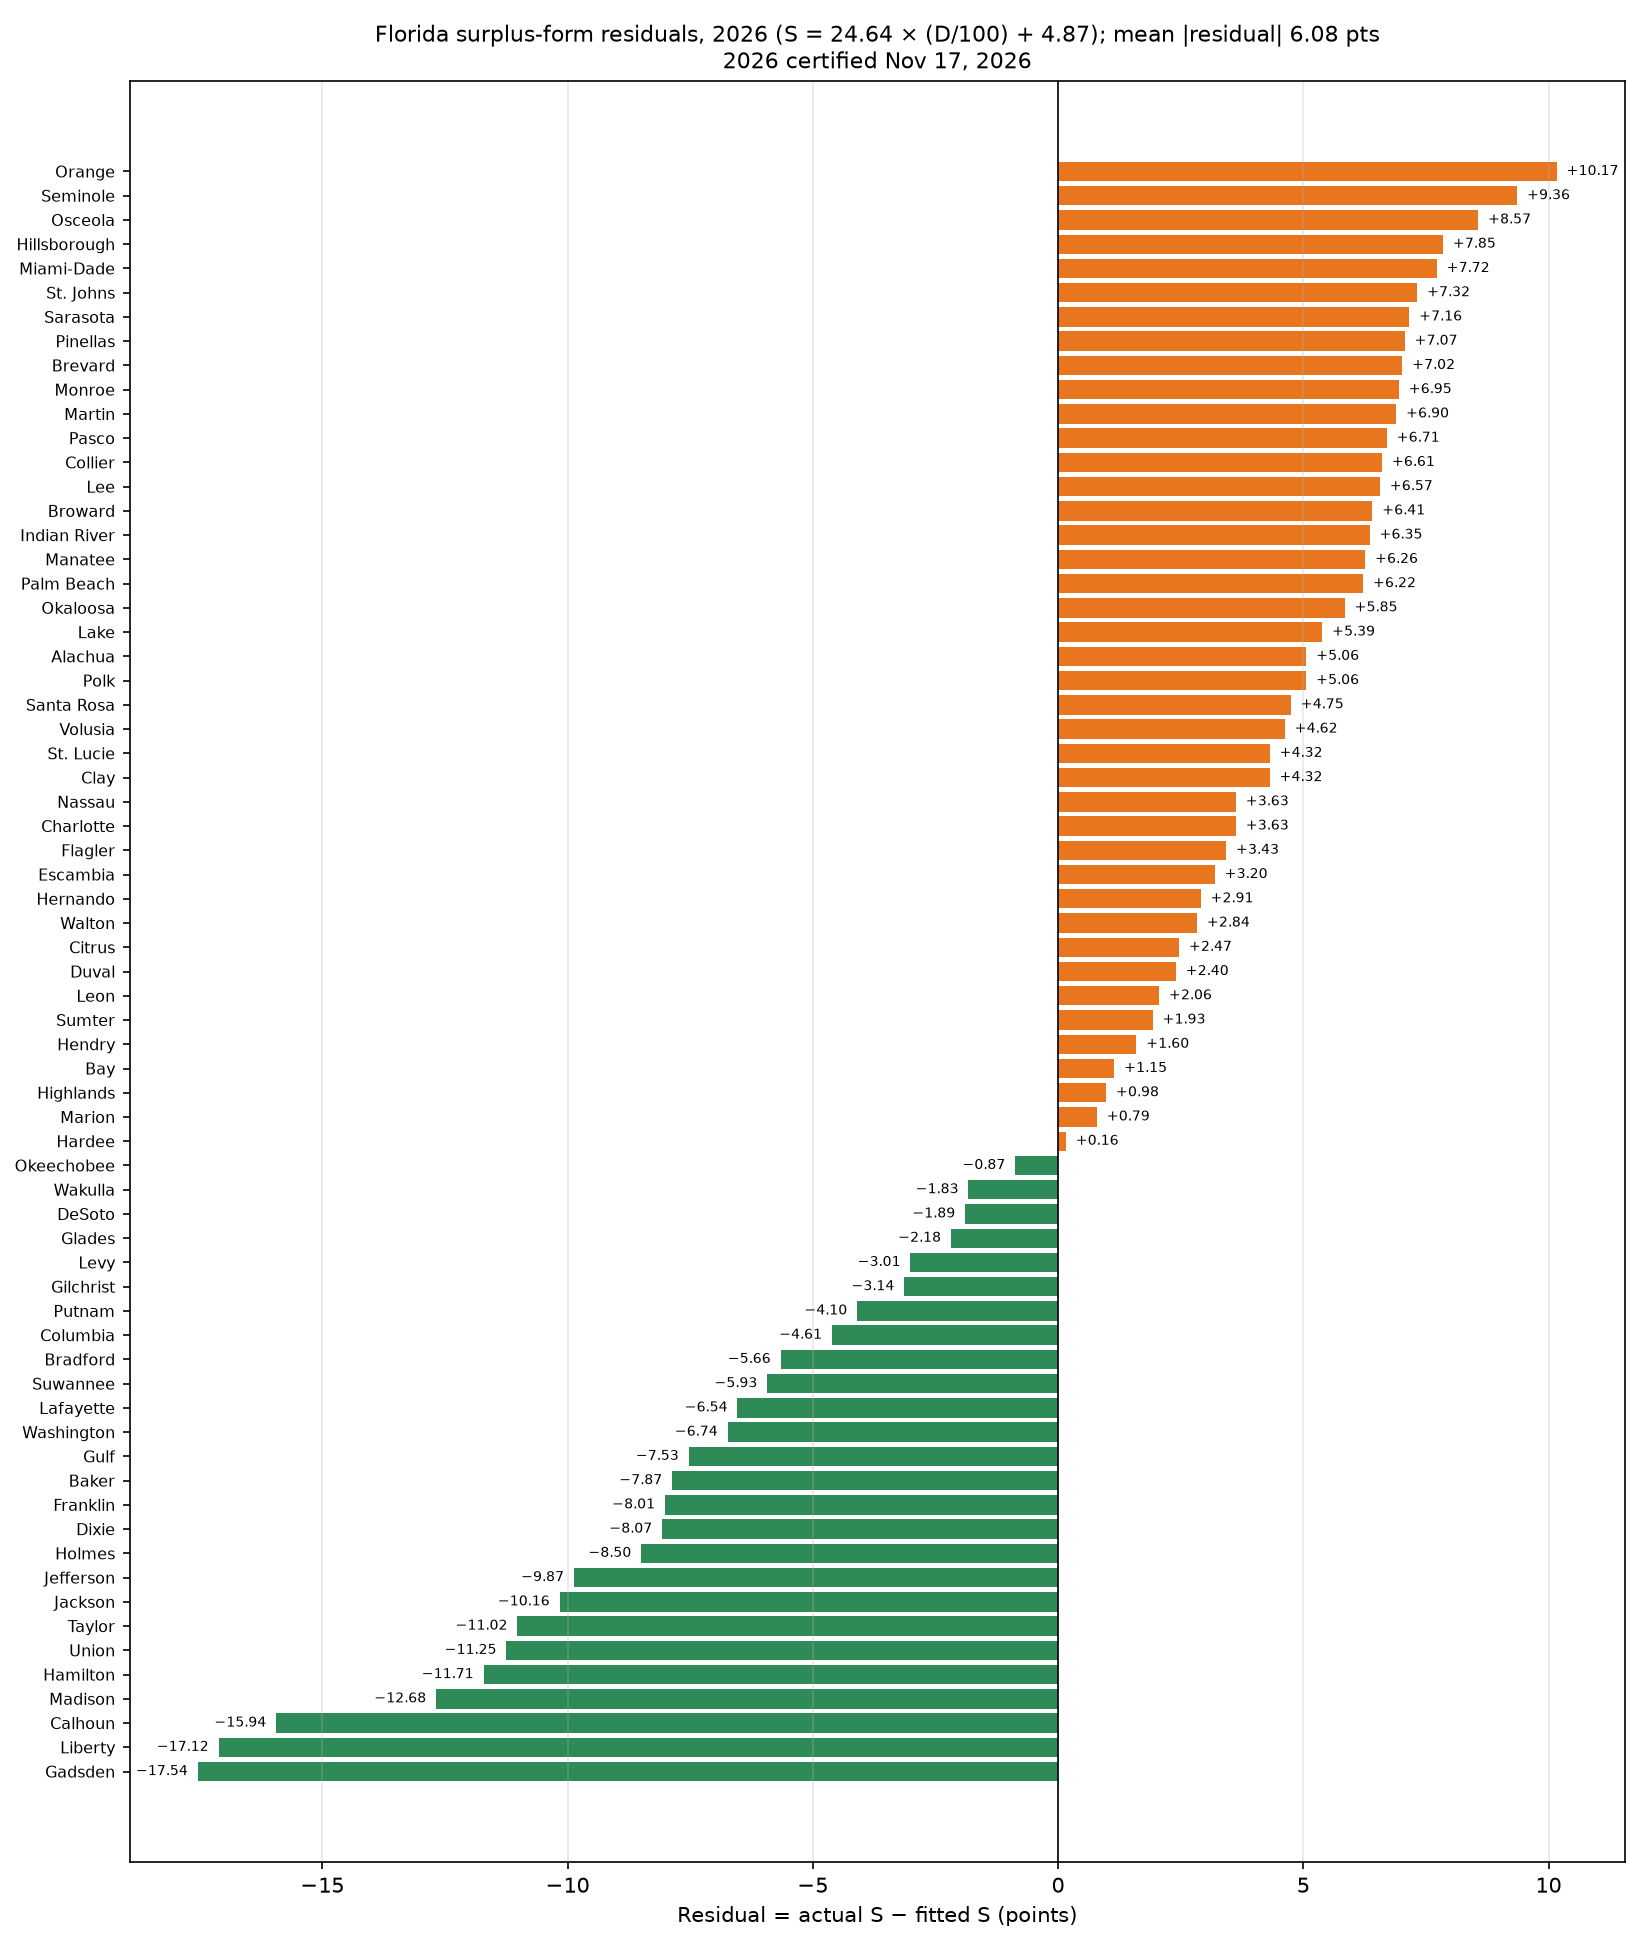 Florida surplus-form residuals, 2026 (S = 24.64 × (D/100) + 4.87); mean |residual| 6.08 pts
2026 certified Nov 17, 2026
Orange +10.17
Seminole +9.36
Osceola +8.57
Hillsborough +7.85
Miami-Dade +7.72
St. Johns +7.32
Sarasota +7.16
Pinellas +7.07
Brevard +7.02
Monroe +6.95
Martin +6.90
Pasco +6.71
Collier +6.61
Lee +6.57
Broward +6.41
Indian River +6.35
Manatee +6.26
Palm Beach +6.22
Okaloosa +5.85
Lake +5.39
Alachua +5.06
Polk +5.06
Santa Rosa +4.75
Volusia +4.62
St. Lucie +4.32
Clay +4.32
Nassau +3.63
Charlotte +3.63
Flagler +3.43
Escambia +3.20
Hernando +2.91
Walton +2.84
Citrus +2.47
Duval +2.40
Leon +2.06
Sumter +1.93
Hendry +1.60
Bay +1.15
Highlands +0.98
Marion +0.79
Hardee +0.16
Okeechobee −0.87
Wakulla −1.83
DeSoto −1.89
Glades −2.18
Levy −3.01
Gilchrist −3.14
Putnam −4.10
Columbia −4.61
Bradford −5.66
Suwannee −5.93
Lafayette −6.54
Washington −6.74
Gulf −7.53
Baker −7.87
Franklin −8.01
Dixie −8.07
Holmes −8.50
Jefferson −9.87
Jackson −10.16
Taylor −11.02
Union −11.25
Hamilton −11.71
Madison −12.68
Calhoun −15.94
Liberty −17.12
Gadsden −17.54
−15 −10 −5 0 5 10
Residual = actual S − fitted S (points)